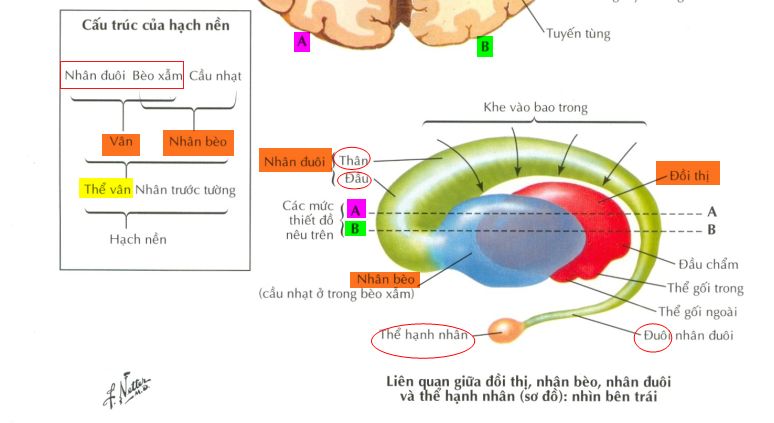 Tuyến tùng
A
B
Cấu trúc của hạch nền
Nhân đuôi Bèo xẫm Cầu nhạt
Vân Nhân bèo
Thể vân Nhân trước tường
Hạch nền
Khe vào bao trong
Nhân đuôi
Thân
Đầu
Đồi thị
Các mức
thiết đồ
nêu trên
A
B
A
B
Nhân bèo
(cầu nhạt ở trong bèo xẫm)
Đầu chẩm
Thể gối trong
Thể gối ngoài
Thể hạnh nhân
Đuôi nhân đuôi
Liên quan giữa đồi thị, nhận bèo, nhân đuôi
và thể hạnh nhân (sơ đồ): nhìn bên trái
f. Netter
M.D.